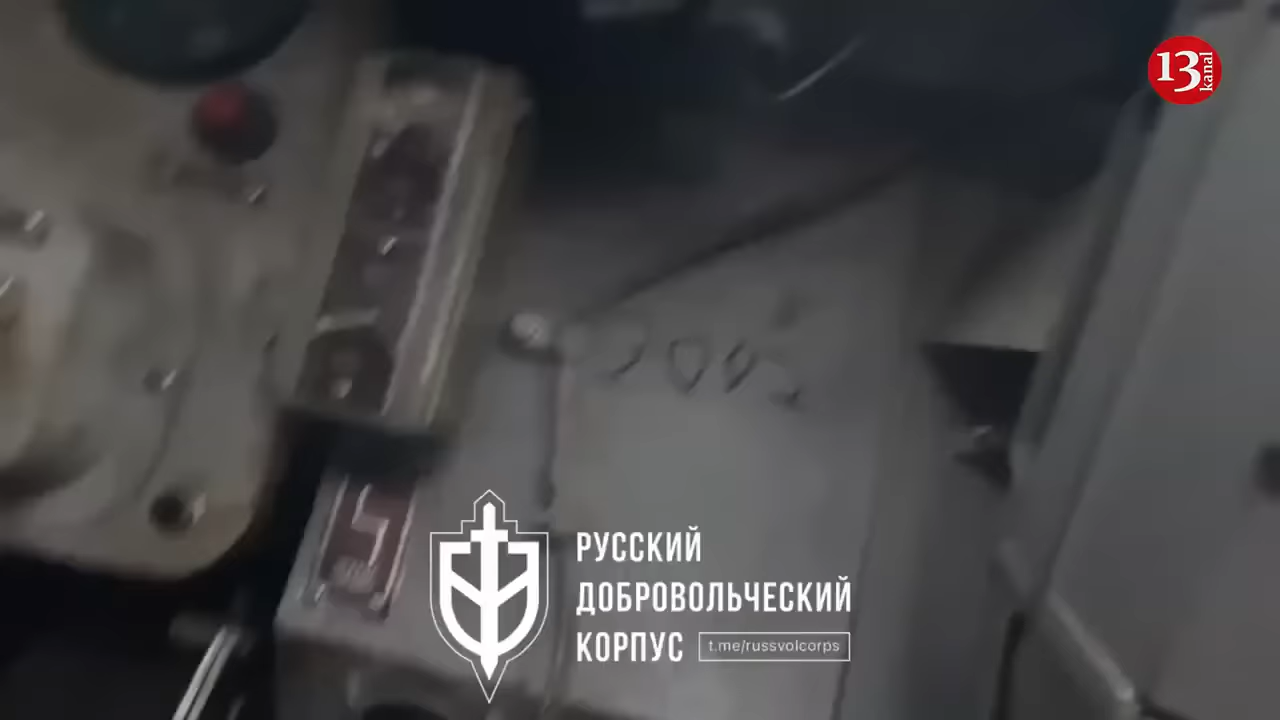 13
kanal
РУССКИЙ
ДОБРОВОЛЬЧЕСКИЙ
КОРПУС
t.me/russvolcorps